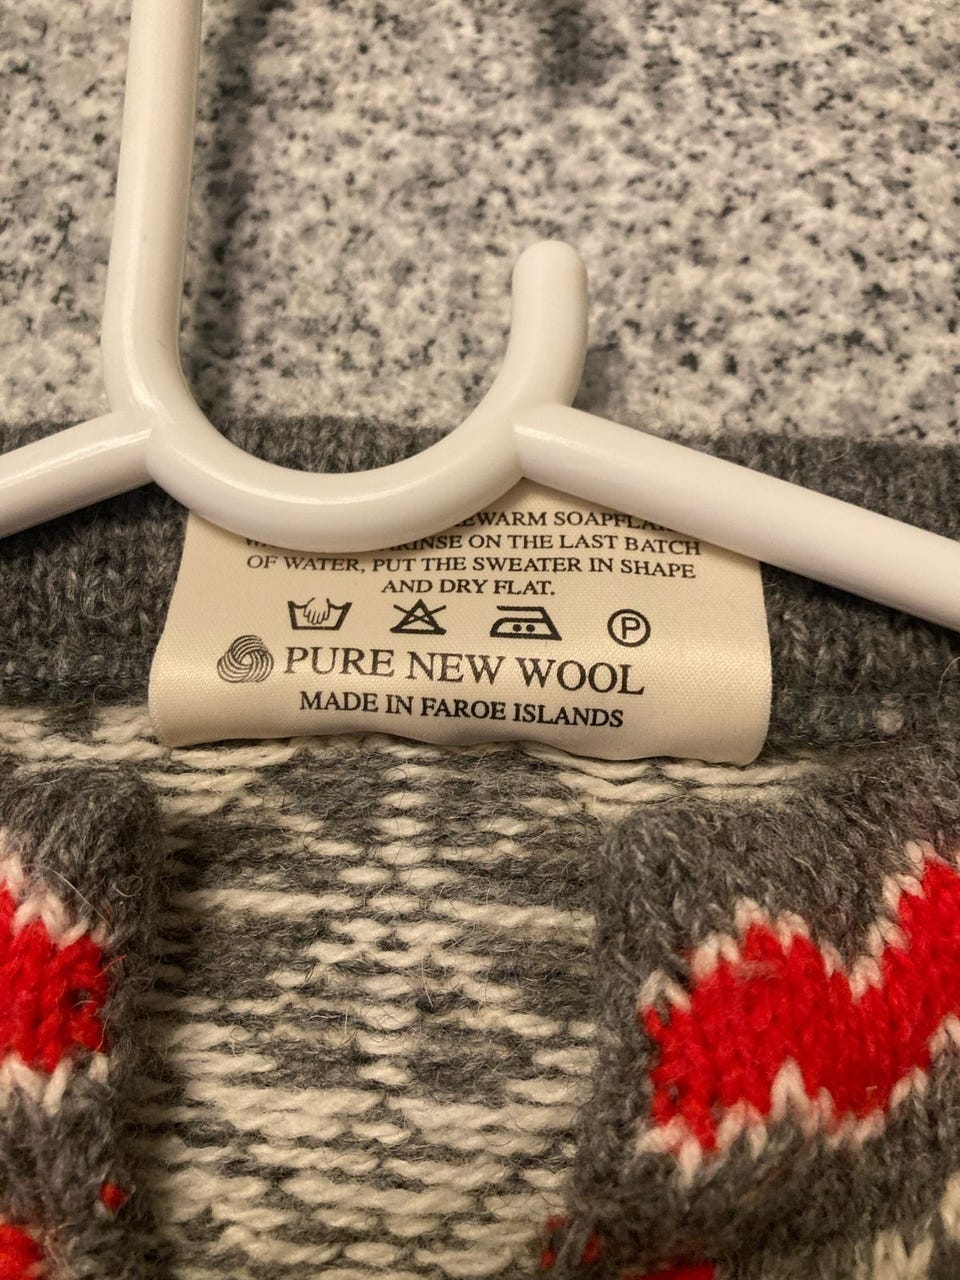 SOAPFLA
RINSE ON THE LAST BATCH
OF WATER, PUT THE SWEATER IN SHAPE
AND DRY FLAT.
P
PURE NEW WOOL
MADE IN FAROE ISLANDS